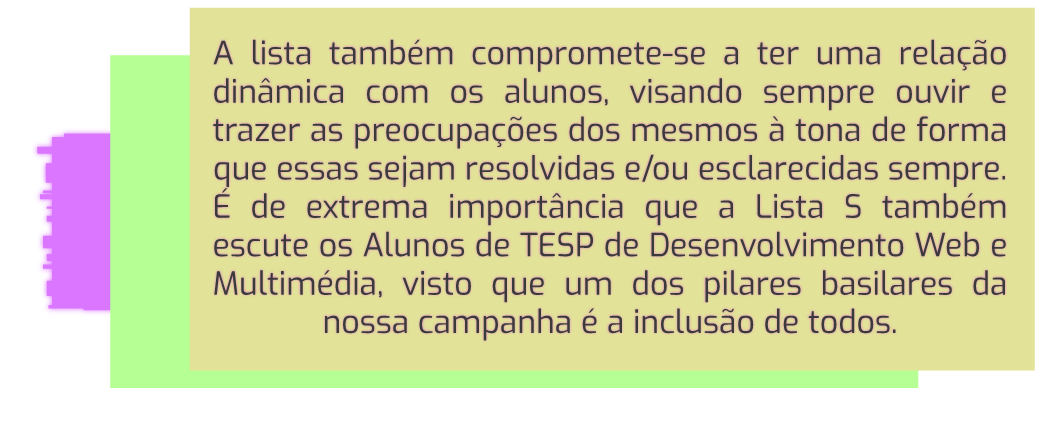 A lista também compromete-se a ter uma relação
dinâmica com os alunos, visando sempre ouvir e
trazer as preocupações dos mesmos à tona de forma
que essas sejam resolvidas e/ou esclarecidas sempre.
É de extrema importância que a Lista S também
escute os Alunos de TESP de Desenvolvimento Web e
Multimédia, visto que um dos pilares basilares da
nossa campanha é a inclusão de todos.